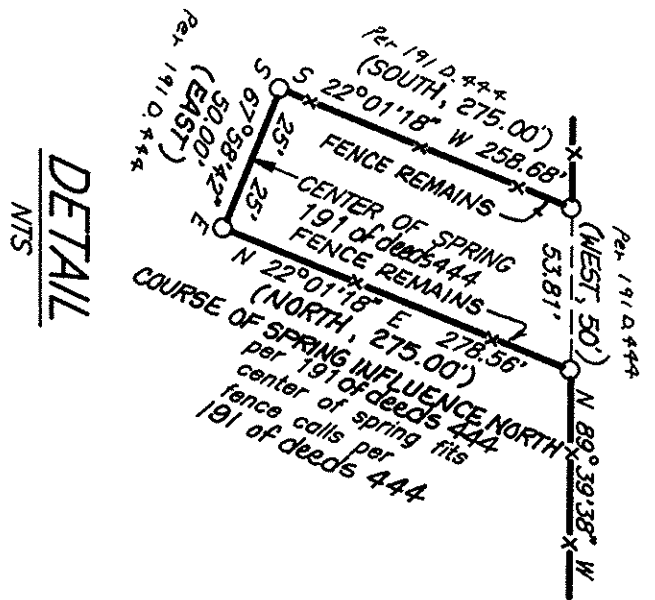 Per 191 D. 444
(SOUTH, 275.00')
S 22°01'18" W 258.68'
FENCE REMAINS
Per 191 D. 444
(WEST, 50')
53.81'
N 89°39'38" W
S 67°58'42" E
50.00'
(EAST)
Per 191 D. 444
25'
25'
CENTER OF SPRING
191 of deeds 444
FENCE REMAINS
N 22°01'18" E 278.56'
(NORTH, 275.00')
COURSE OF SPRING INFLUENCE NORTH
per 191 of deeds 444
center of spring fits
fence calls per
191 of deeds 444
DETAIL
NTS